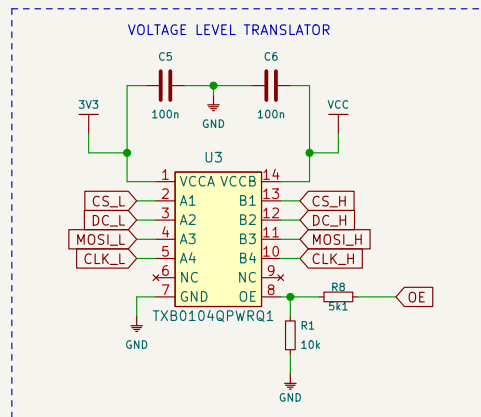 VOLTAGE LEVEL TRANSLATOR
C5 C6
3V3 100n 100n VCC
GND
U3
1 VCCA VCCB 14
CS_L 2 A1 B1 13 CS_H
DC_L 3 A2 B2 12 DC_H
MOSI_L 4 A3 B3 11 MOSI_H
CLK_L 5 A4 B4 10 CLK_H
6 NC NC 9
7 GND OE 8 R8 OE
5k1
TXB0104QPWRQ1 R1
GND 10k
GND